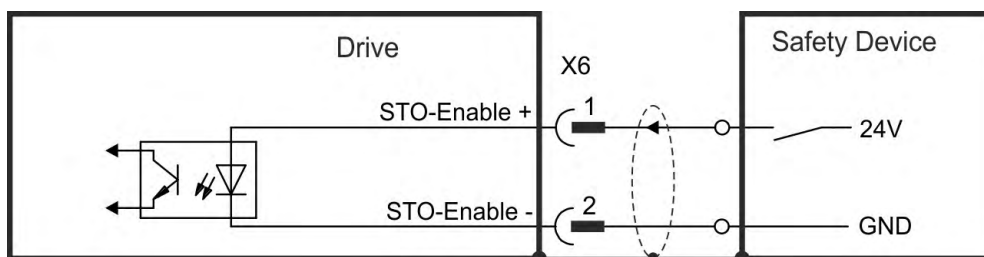 Drive
Safety Device
X6
STO-Enable +
1
24V
STO-Enable -
2
GND